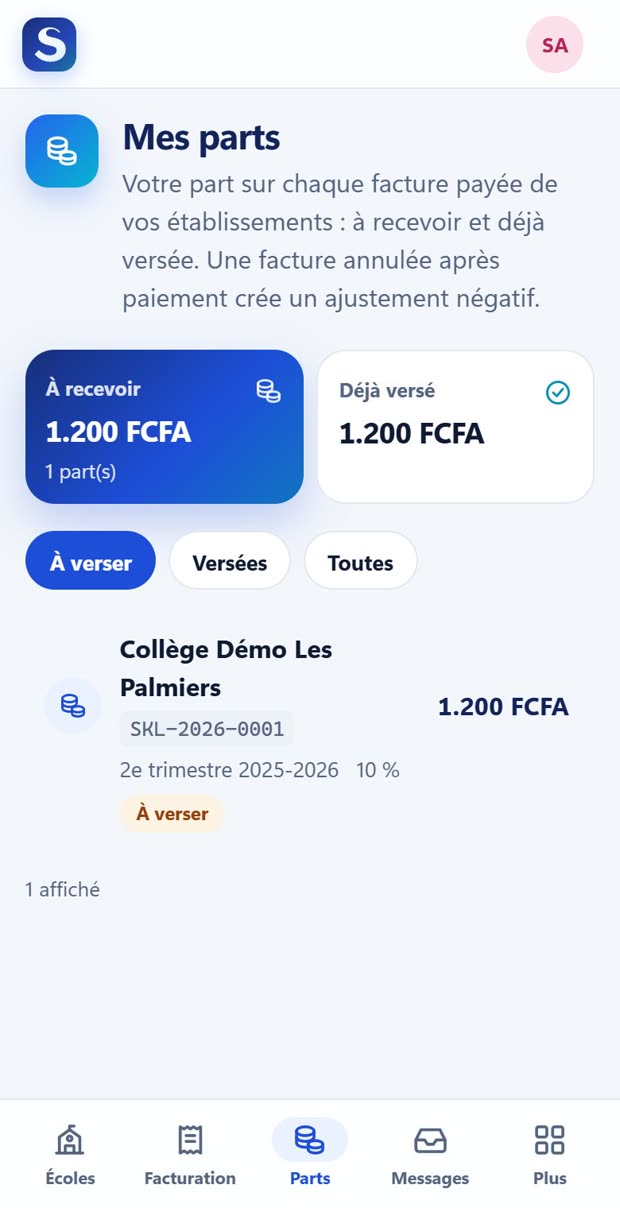 S
SA
Mes parts
Votre part sur chaque facture payée de
vos établissements : à recevoir et déjà
versée. Une facture annulée après
paiement crée un ajustement négatif.
À recevoir
1.200 FCFA
1 part(s)
Déjà versé
1.200 FCFA
À verser
Versées
Toutes
Collège Démo Les
Palmiers
SKL-2026-0001
2e trimestre 2025-2026 10 %
À verser
1.200 FCFA
1 affiché
Écoles
Facturation
Parts
Messages
Plus